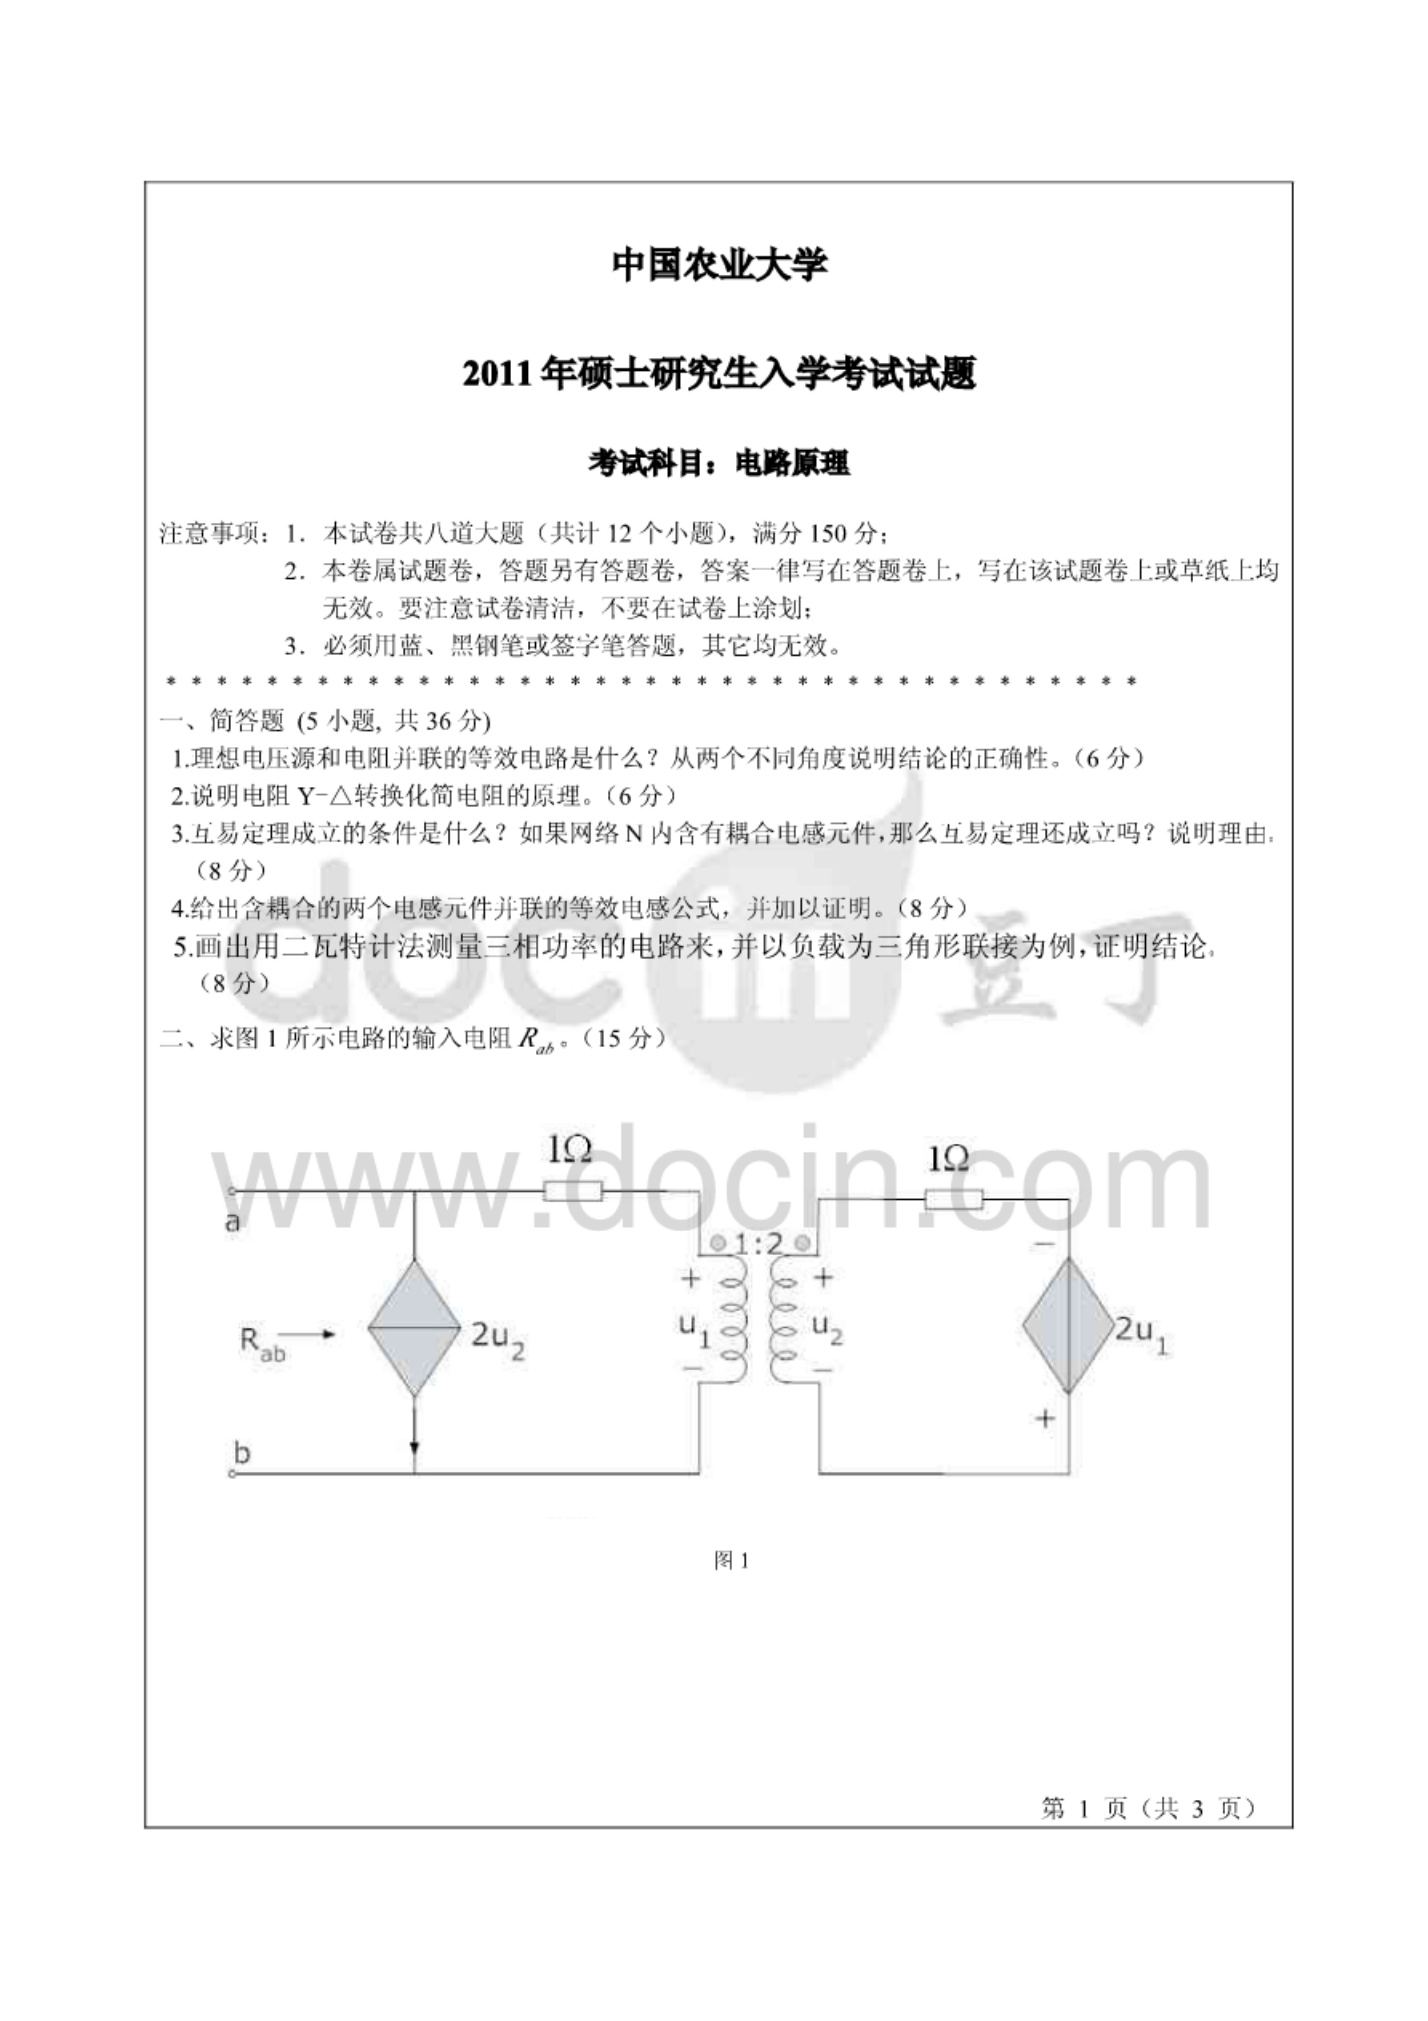 中国农业大学
2011年硕士研究生入学考试试题
考试科目：电路原理
注意事项：1．本试卷共八道大题（共计12个小题），满分150分；
2．本卷属试题卷，答题另有答题卷，答案一律写在答题卷上，写在该试题卷上或草纸上均
无效。要注意试卷清洁，不要在试卷上涂划；
3．必须用蓝、黑钢笔或签字笔答题，其它均无效。
* * * * * * * * * * * * * * * * * * * * * * * * * * * * * * * * * * * * * * *
一、简答题 (5小题, 共36分)
1.理想电压源和电阻并联的等效电路是什么？从两个不同角度说明结论的正确性。（6分）
2.说明电阻Y-△转换化简电阻的原理。（6分）
3.互易定理成立的条件是什么？如果网络N内含有耦合电感元件，那么互易定理还成立吗？说明理由。
（8分）
4.给出含耦合的两个电感元件并联的等效电感公式，并加以证明。（8分）
5.画出用二瓦特计法测量三相功率的电路来，并以负载为三角形联接为例，证明结论。
（8分）
二、求图1所示电路的输入电阻R_ab。（15分）
docin 豆丁
www.docin.com
1Ω
1Ω
a
1:2
+ u_1 −
+ u_2 −
R_ab
2u_2
− 2u_1 +
b
图1
第 1 页（共 3 页）